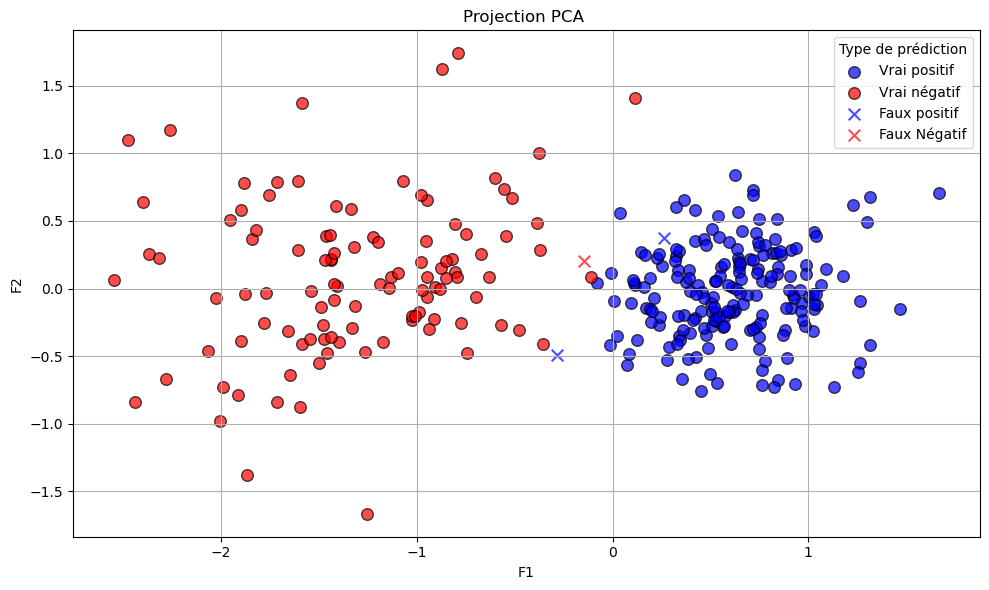 Projection PCA
Type de prédiction
Vrai positif
Vrai négatif
Faux positif
Faux Négatif
F2
1.5
1.0
0.5
0.0
−0.5
−1.0
−1.5
−2
−1
0
1
F1